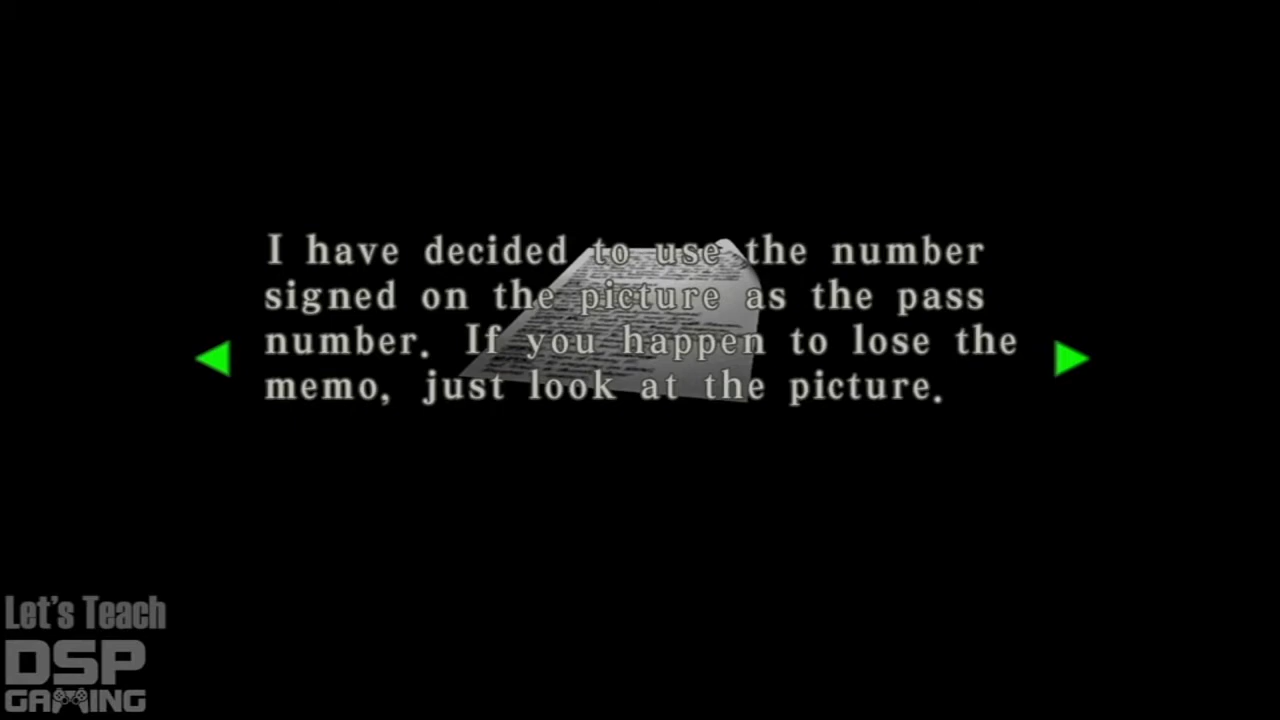 I have decided to use the number
signed on the picture as the pass
number. If you happen to lose the
memo, just look at the picture.
Let's Teach
DSP
GAMING